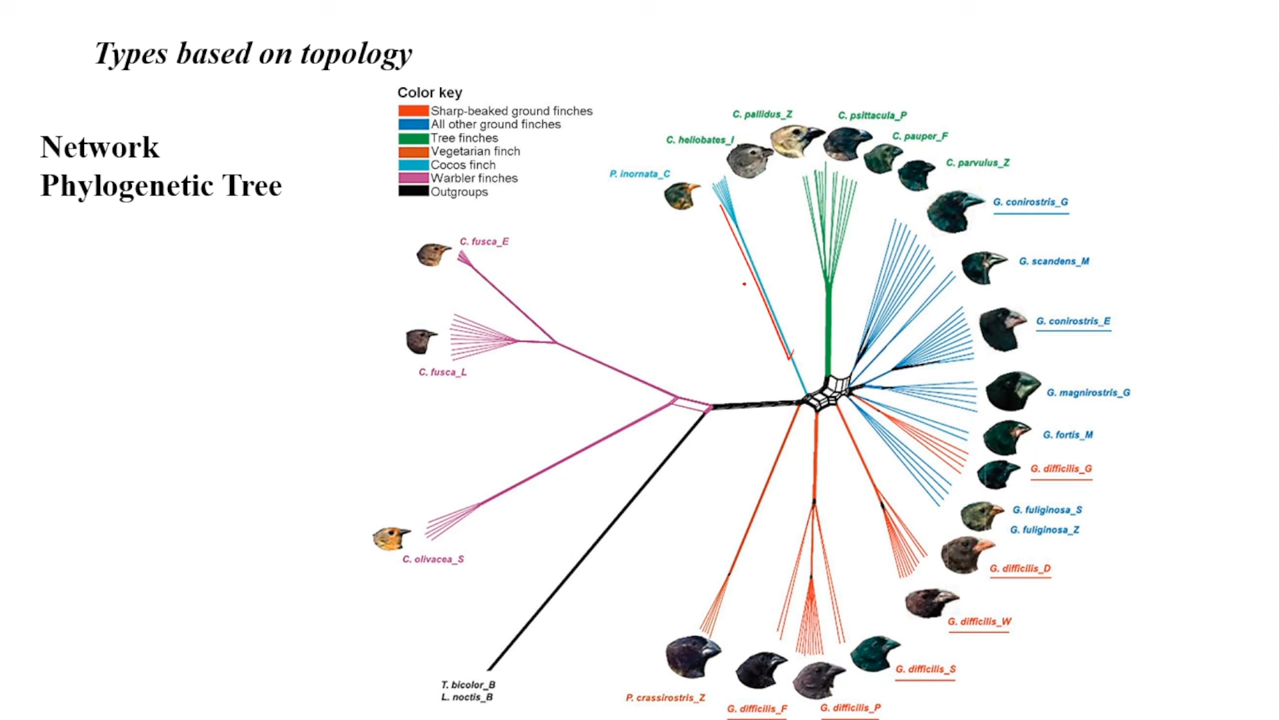 Types based on topology
Network
Phylogenetic Tree
Color key
Sharp-beaked ground finches
All other ground finches
Tree finches
Vegetarian finch
Cocos finch
Warbler finches
Outgroups
C. pallidus_Z
C. psittacula_P
C. heliobates_I
C. pauper_F
C. parvulus_Z
P. inornata_C
G. conirostris_G
C. fusca_E
G. scandens_M
G. conirostris_E
C. fusca_L
G. magnirostris_G
G. fortis_M
G. difficilis_G
G. fuliginosa_S
G. fuliginosa_Z
C. olivacea_S
G. difficilis_D
G. difficilis_W
G. difficilis_S
T. bicolor_B
L. noctis_B
P. crassirostris_Z
G. difficilis_F
G. difficilis_P